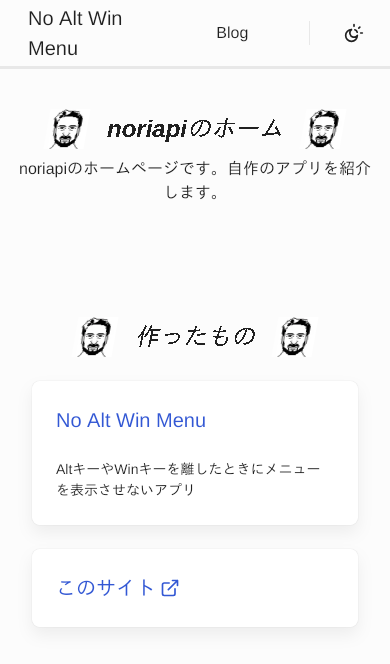 No Alt Win
Menu
Blog
noriapiのホーム
noriapiのホームページです。自作のアプリを紹介
します。
作ったもの
No Alt Win Menu
AltキーやWinキーを離したときにメニュー
を表示させないアプリ
このサイト